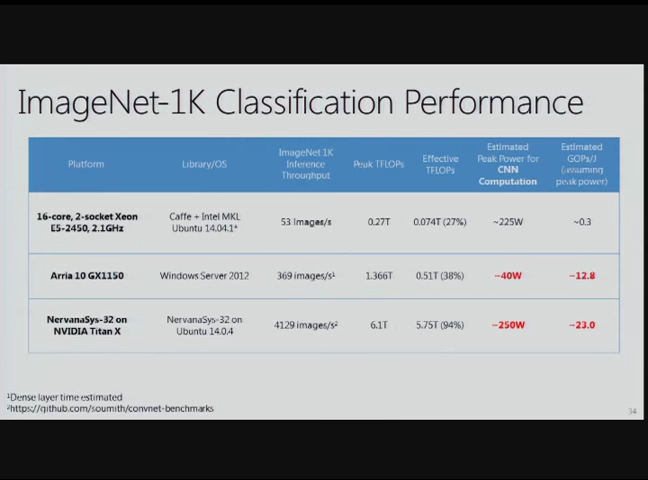 ImageNet-1K Classification Performance
Platform
Library/OS
ImageNet 1K
Inference
Throughput
Peak TFLOPs
Effective
TFLOPs
Estimated
Peak Power for
CNN
Computation
Estimated
GOPs/J
(assuming
peak power)
16-core, 2-socket Xeon
E5-2450, 2.1GHz
Caffe + Intel MKL
Ubuntu 14.04.1*
53 Images/s
0.27T
0.074T (27%)
~225W
~0.3
Arria 10 GX1150
Windows Server 2012
369 images/s¹
1.366T
0.51T (38%)
~40W
~12.8
NervanaSys-32 on
NVIDIA Titan X
NervanaSys-32 on
Ubuntu 14.0.4
4129 images/s²
6.1T
5.75T (94%)
~250W
~23.0
¹Dense layer time estimated
²https://github.com/soumith/convnet-benchmarks
34